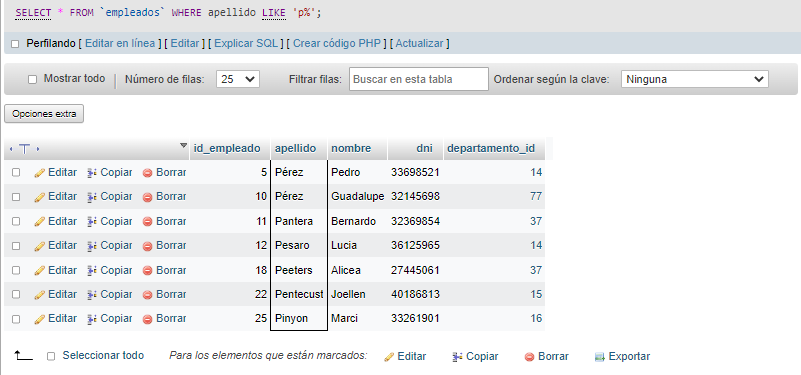 SELECT * FROM `empleados` WHERE apellido LIKE 'p%';
Perfilando [ Editar en línea ] [ Editar ] [ Explicar SQL ] [ Crear código PHP ] [ Actualizar ]
Mostrar todo Número de filas: 25 Filtrar filas: Buscar en esta tabla Ordenar según la clave: Ninguna
Opciones extra
id_empleado apellido nombre dni departamento_id
Editar Copiar Borrar 5 Pérez Pedro 33698521 14
Editar Copiar Borrar 10 Pérez Guadalupe 32145698 77
Editar Copiar Borrar 11 Pantera Bernardo 32369854 37
Editar Copiar Borrar 12 Pesaro Lucia 36125965 14
Editar Copiar Borrar 18 Peeters Alicea 27445061 37
Editar Copiar Borrar 22 Pentecust Joellen 40186813 15
Editar Copiar Borrar 25 Pinyon Marci 33261901 16
Seleccionar todo Para los elementos que están marcados: Editar Copiar Borrar Exportar